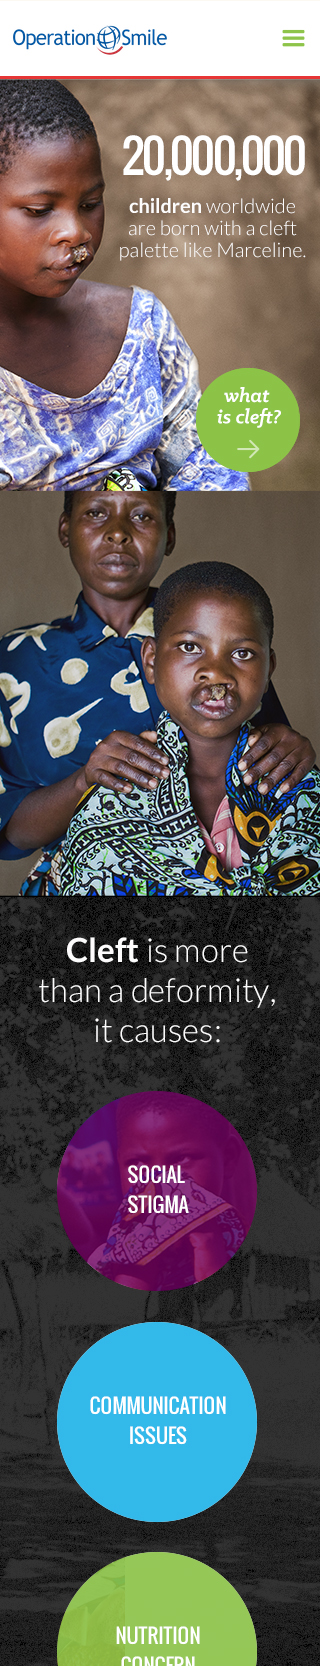 Operation Smile
20,000,000
children worldwide
are born with a cleft
palette like Marceline.
what
is cleft?
Cleft is more
than a deformity,
it causes:
SOCIAL
STIGMA
COMMUNICATION
ISSUES
NUTRITION
CONCERN